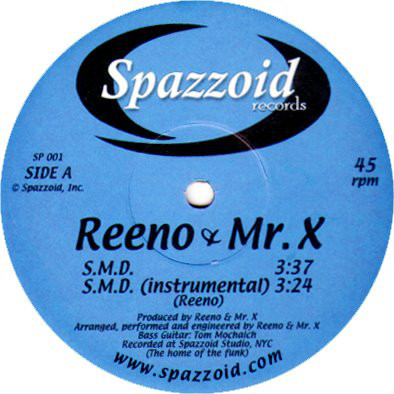 Spazzoid
records
SP 001
SIDE A
© Spazzoid, Inc.
45
rpm
Reeno & Mr. X
S.M.D. 3:37
S.M.D. (instrumental) 3:24
(Reeno)
Produced by Reeno & Mr. X
Arranged, performed and engineered by Reeno & Mr. X
Bass Guitar: Tom Mochaich
Recorded at Spazzoid Studio, NYC
(The home of the funk)
www.spazzoid.com